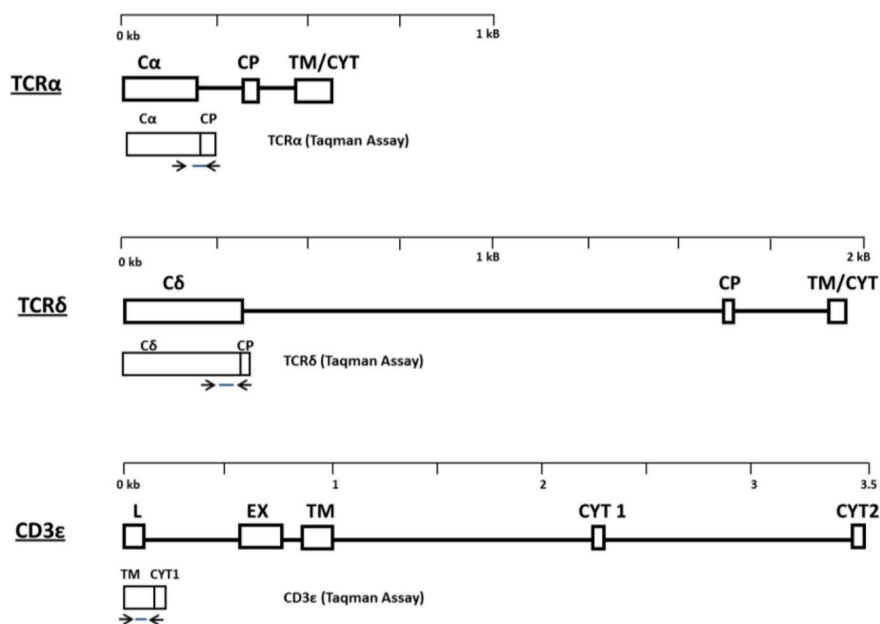 0 kb 1 kB
Cα CP TM/CYT
TCRα
Cα CP
TCRα (Taqman Assay)
0 kb 1 kB 2 kB
Cδ CP TM/CYT
TCRδ
Cδ CP
TCRδ (Taqman Assay)
0 kb 1 2 3 3.5
L EX TM CYT 1 CYT2
CD3ε
TM CYT1
CD3ε (Taqman Assay)